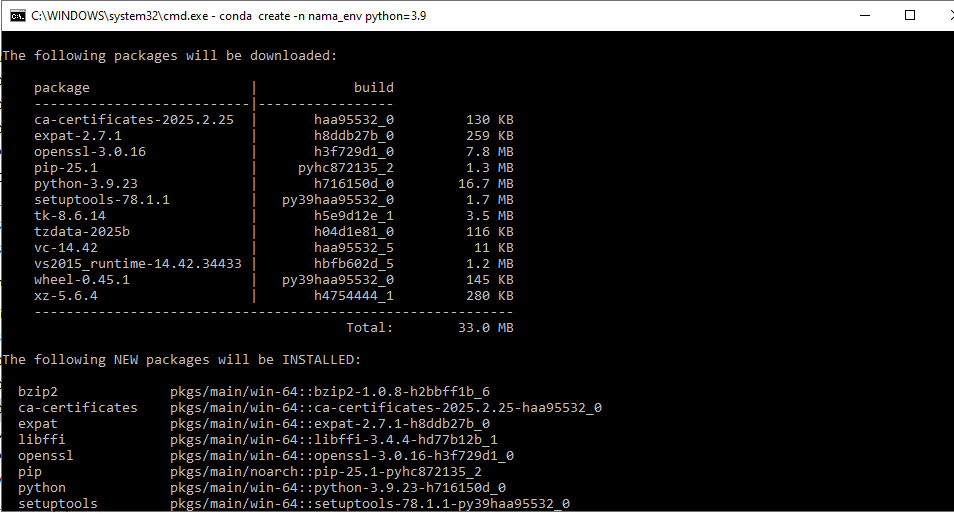 C:\WINDOWS\system32\cmd.exe - conda create -n nama_env python=3.9
The following packages will be downloaded:
package | build
---------------------------|-----------------
ca-certificates-2025.2.25 | haa95532_0 130 KB
expat-2.7.1 | h8ddb27b_0 259 KB
openssl-3.0.16 | h3f729d1_0 7.8 MB
pip-25.1 | pyhc872135_2 1.3 MB
python-3.9.23 | h716150d_0 16.7 MB
setuptools-78.1.1 | py39haa95532_0 1.7 MB
tk-8.6.14 | h5e9d12e_1 3.5 MB
tzdata-2025b | h04d1e81_0 116 KB
vc-14.42 | haa95532_5 11 KB
vs2015_runtime-14.42.34433 | hbfb602d_5 1.2 MB
wheel-0.45.1 | py39haa95532_0 145 KB
xz-5.6.4 | h4754444_1 280 KB
------------------------------------------------------------
Total: 33.0 MB
The following NEW packages will be INSTALLED:
bzip2 pkgs/main/win-64::bzip2-1.0.8-h2bbff1b_6
ca-certificates pkgs/main/win-64::ca-certificates-2025.2.25-haa95532_0
expat pkgs/main/win-64::expat-2.7.1-h8ddb27b_0
libffi pkgs/main/win-64::libffi-3.4.4-hd77b12b_1
openssl pkgs/main/win-64::openssl-3.0.16-h3f729d1_0
pip pkgs/main/noarch::pip-25.1-pyhc872135_2
python pkgs/main/win-64::python-3.9.23-h716150d_0
setuptools pkgs/main/win-64::setuptools-78.1.1-py39haa95532_0